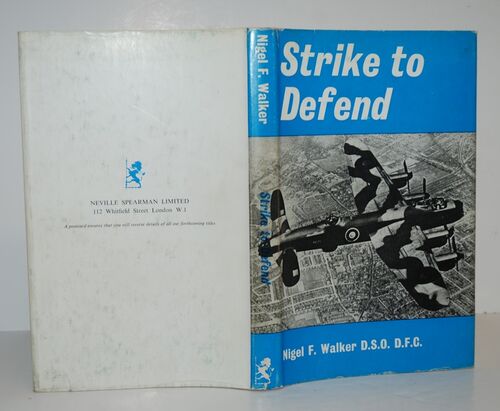 NEVILLE SPEARMAN LIMITED
112 Whitfield Street London W.1
A postcard ensures that you will receive details of all our forthcoming titles
Nigel F. Walker
Strike to Defend
Strike to
Defend
Nigel F. Walker D.S.O. D.F.C.